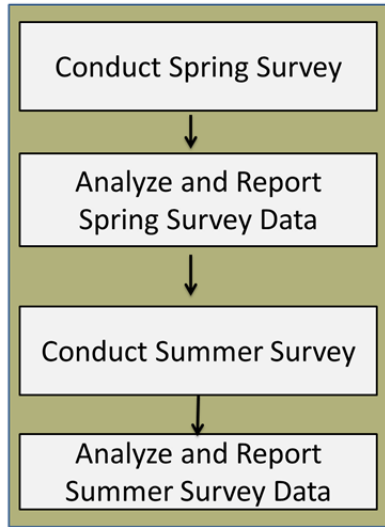 Conduct Spring Survey
Analyze and Report
Spring Survey Data
Conduct Summer Survey
Analyze and Report
Summer Survey Data